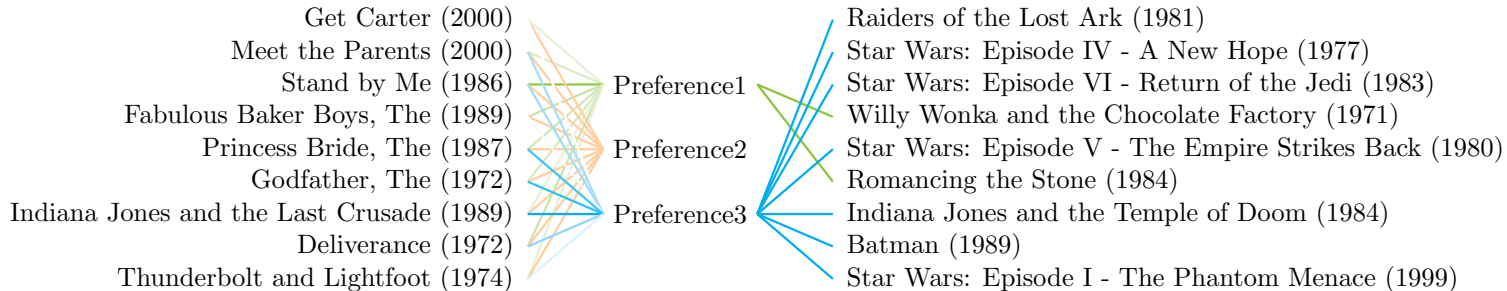 Get Carter (2000)
Meet the Parents (2000)
Stand by Me (1986)
Fabulous Baker Boys, The (1989)
Princess Bride, The (1987)
Godfather, The (1972)
Indiana Jones and the Last Crusade (1989)
Deliverance (1972)
Thunderbolt and Lightfoot (1974)
Preference1
Preference2
Preference3
Raiders of the Lost Ark (1981)
Star Wars: Episode IV - A New Hope (1977)
Star Wars: Episode VI - Return of the Jedi (1983)
Willy Wonka and the Chocolate Factory (1971)
Star Wars: Episode V - The Empire Strikes Back (1980)
Romancing the Stone (1984)
Indiana Jones and the Temple of Doom (1984)
Batman (1989)
Star Wars: Episode I - The Phantom Menace (1999)